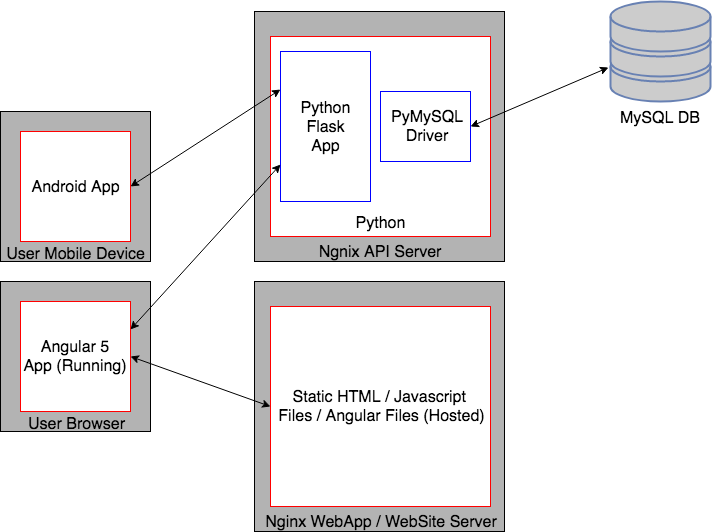 Python
Flask
App
PyMySQL
Driver
Python
Ngnix API Server
MySQL DB
Android App
User Mobile Device
Angular 5
App (Running)
User Browser
Static HTML / Javascript
Files / Angular Files (Hosted)
Nginx WebApp / WebSite Server